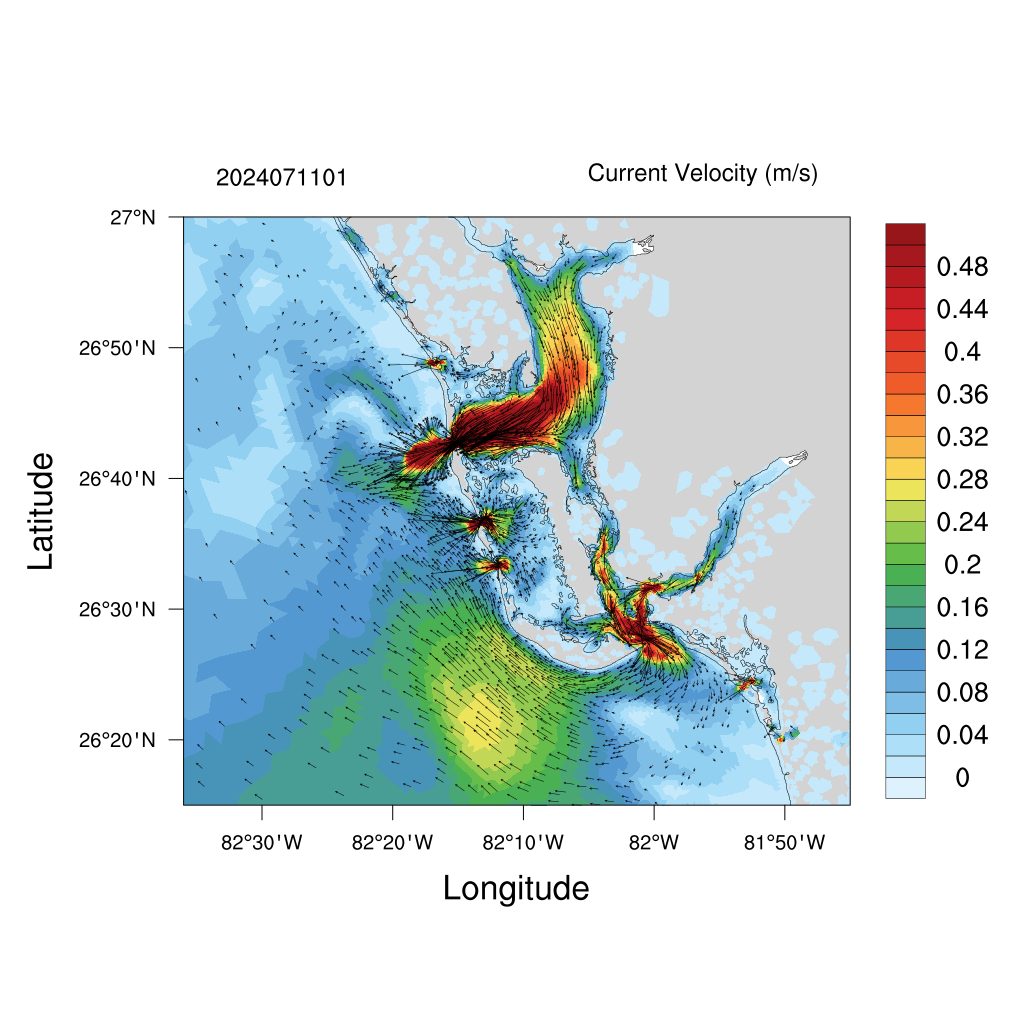 2024071101
Current Velocity (m/s)
27°N
26°50'N
26°40'N
26°30'N
26°20'N
Latitude
82°30'W
82°20'W
82°10'W
82°W
81°50'W
Longitude
0.48
0.44
0.4
0.36
0.32
0.28
0.24
0.2
0.16
0.12
0.08
0.04
0